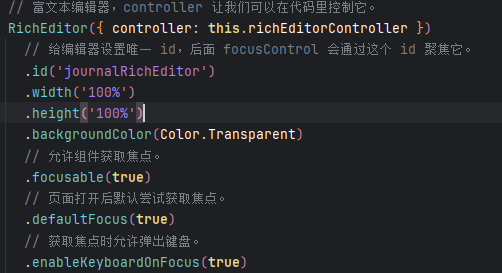 // 富文本编辑器，controller 让我们可以在代码里控制它。
RichEditor({ controller: this.richEditorController })
// 给编辑器设置唯一 id，后面 focusControl 会通过这个 id 聚焦它。
.id('journalRichEditor')
.width('100%')
.height('100%')
.backgroundColor(Color.Transparent)
// 允许组件获取焦点。
.focusable(true)
// 页面打开后默认尝试获取焦点。
.defaultFocus(true)
// 获取焦点时允许弹出键盘。
.enableKeyboardOnFocus(true)